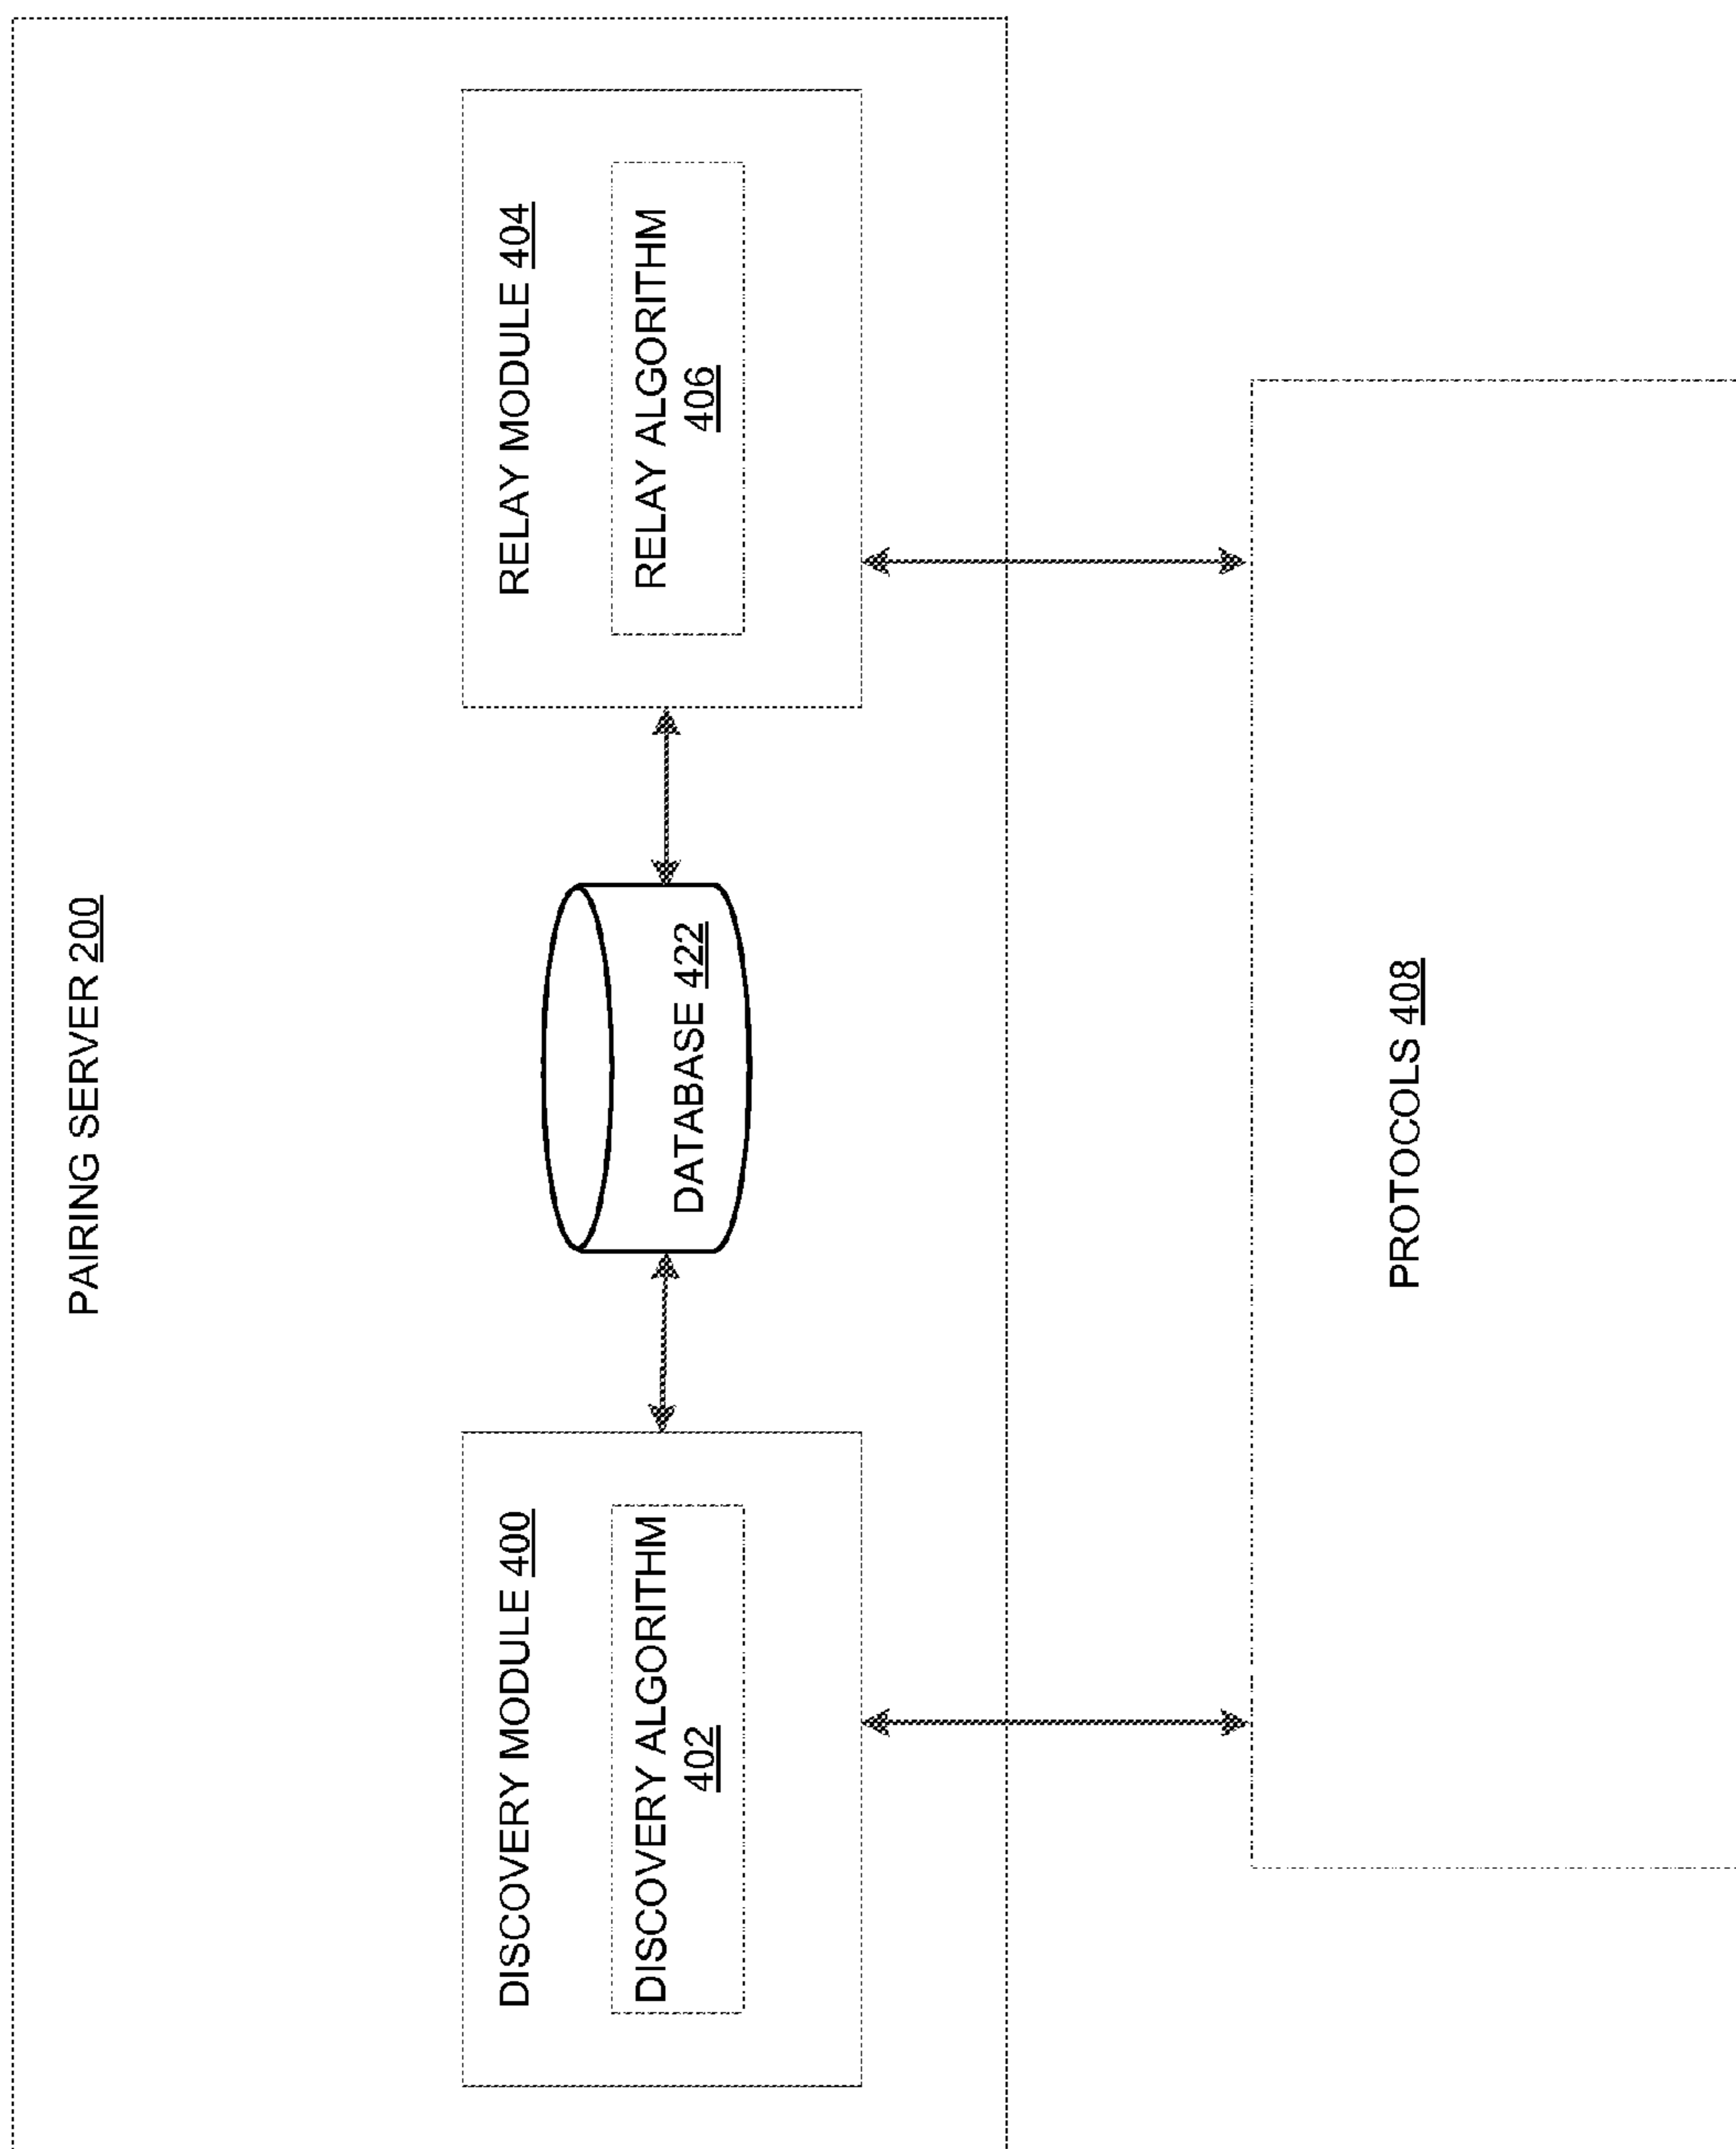 PAIRING SERVER 200
DISCOVERY MODULE 400
DISCOVERY ALGORITHM
402
DATABASE 422
RELAY MODULE 404
RELAY ALGORITHM
406
PROTOCOLS 408